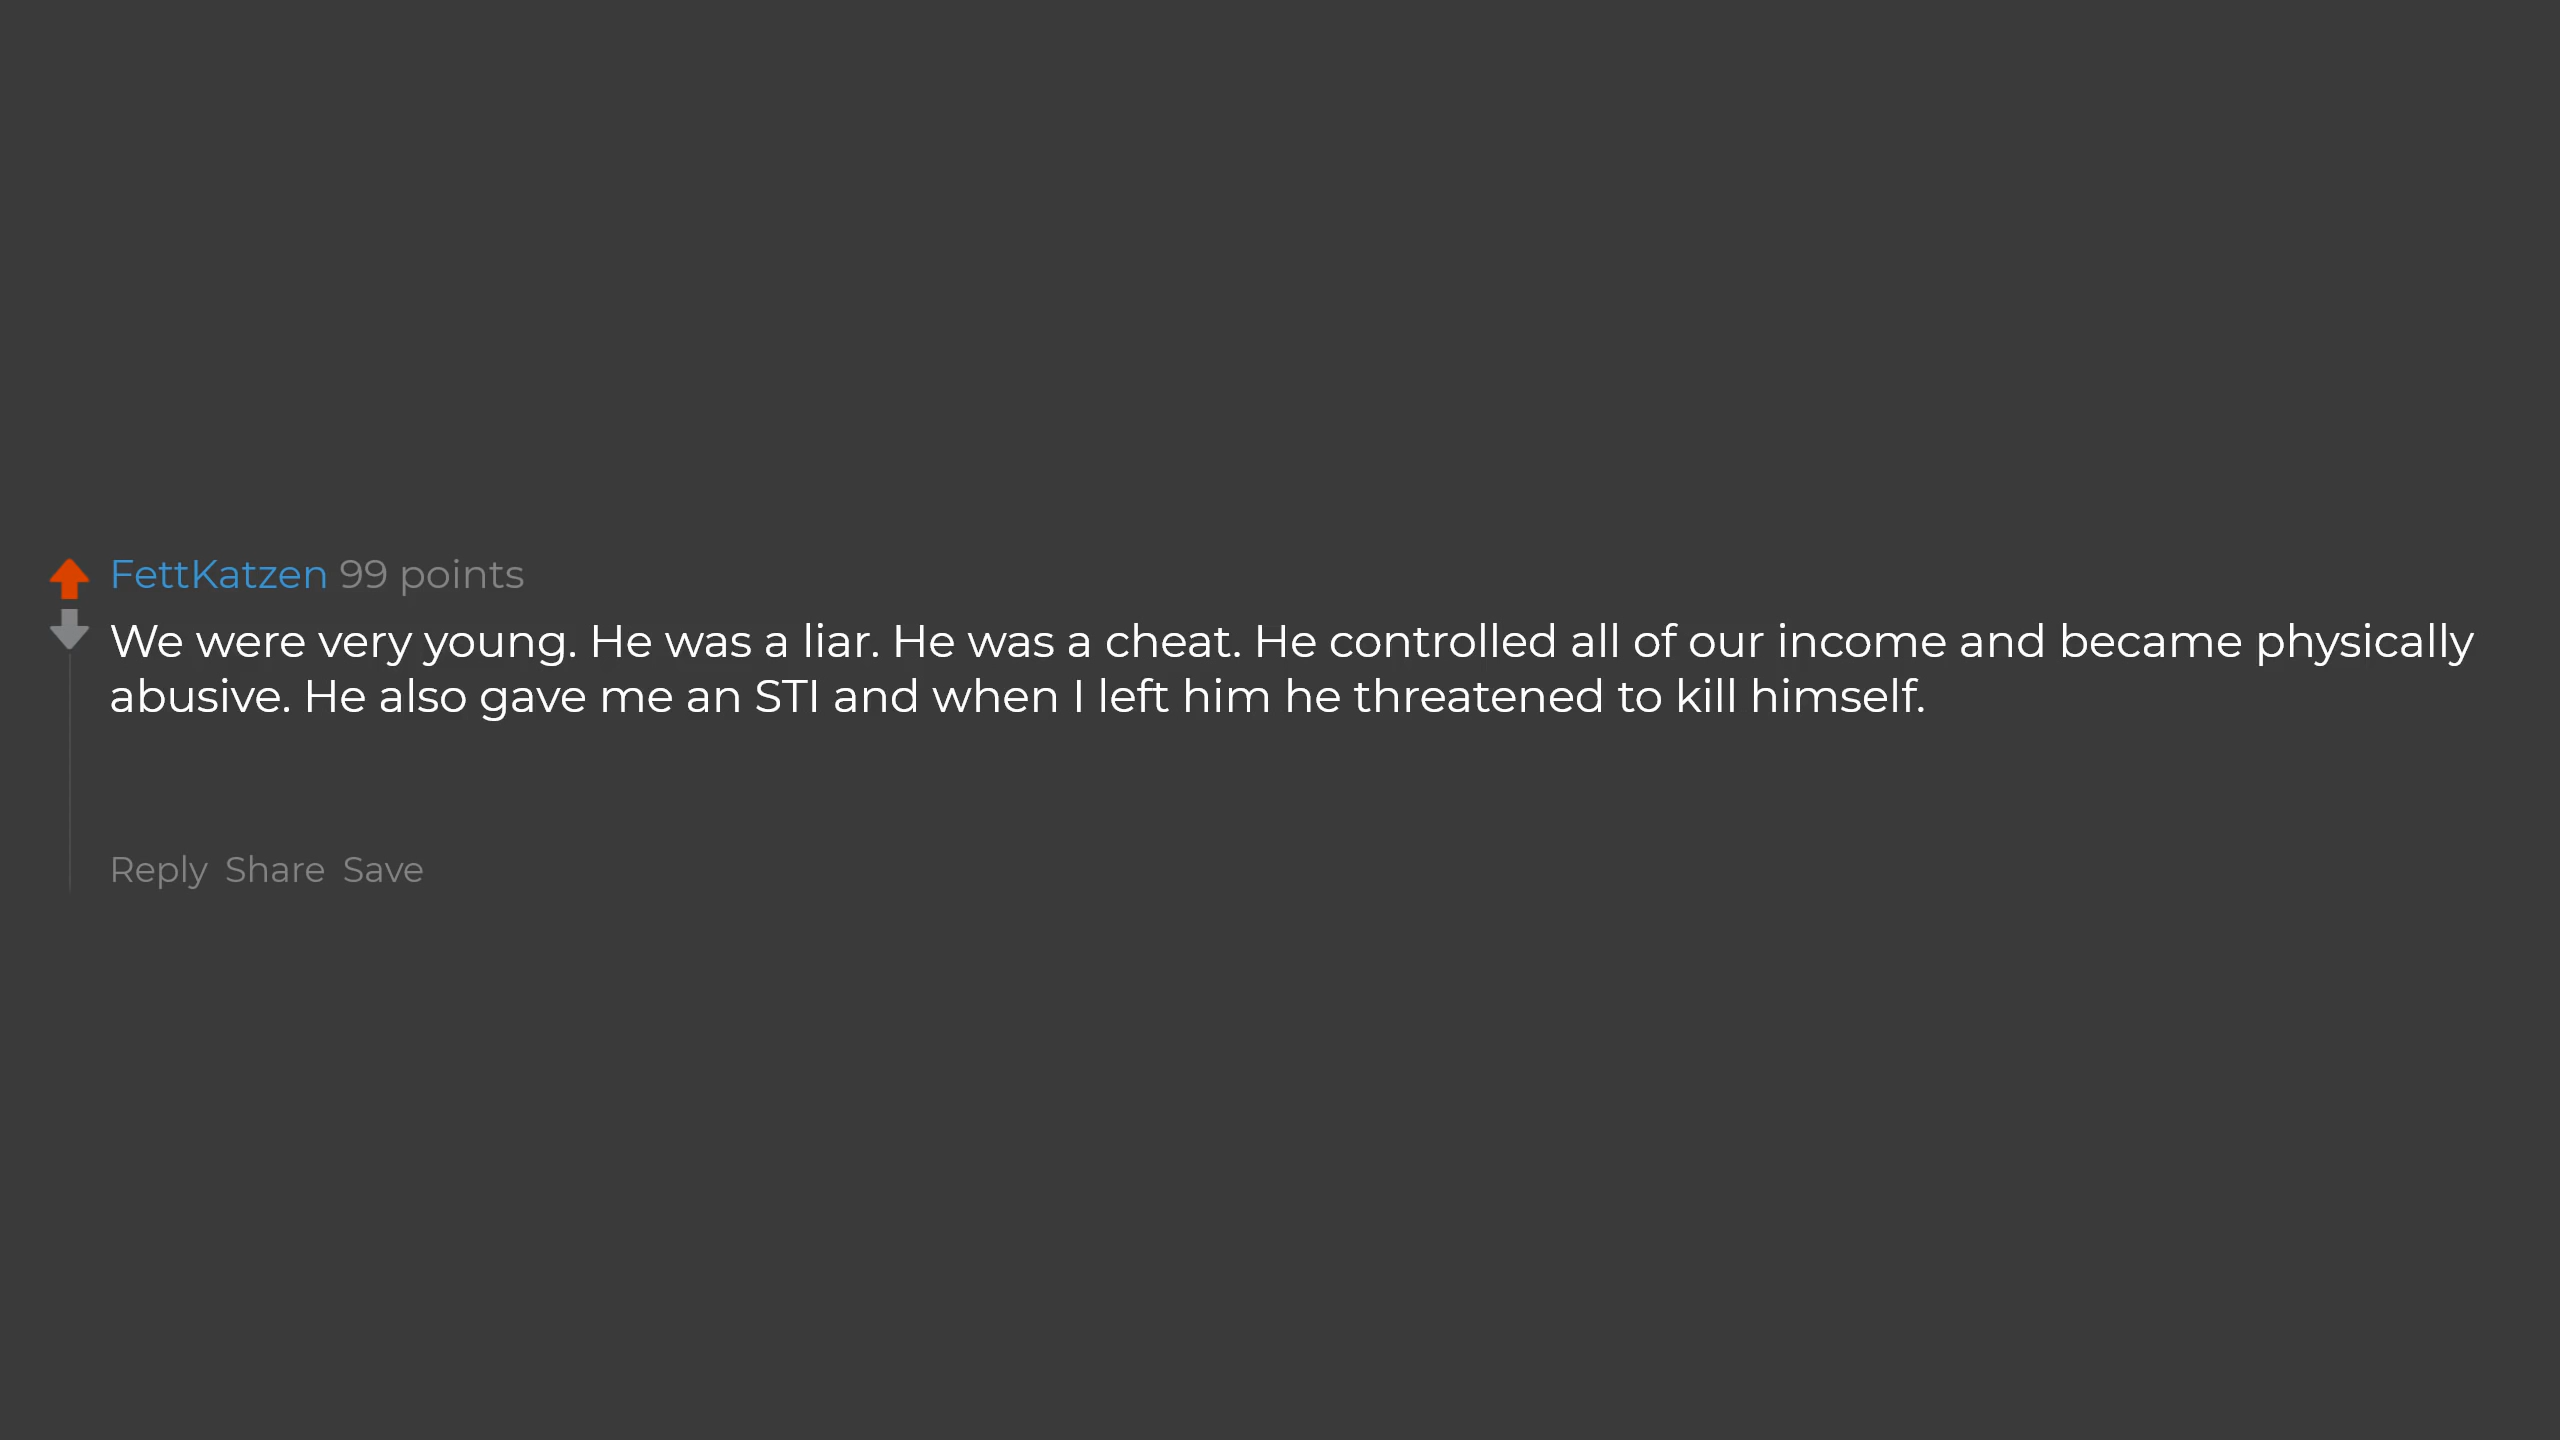 FettKatzen 99 points
We were very young. He was a liar. He was a cheat. He controlled all of our income and became physically
abusive. He also gave me an STI and when I left him he threatened to kill himself.
Reply Share Save